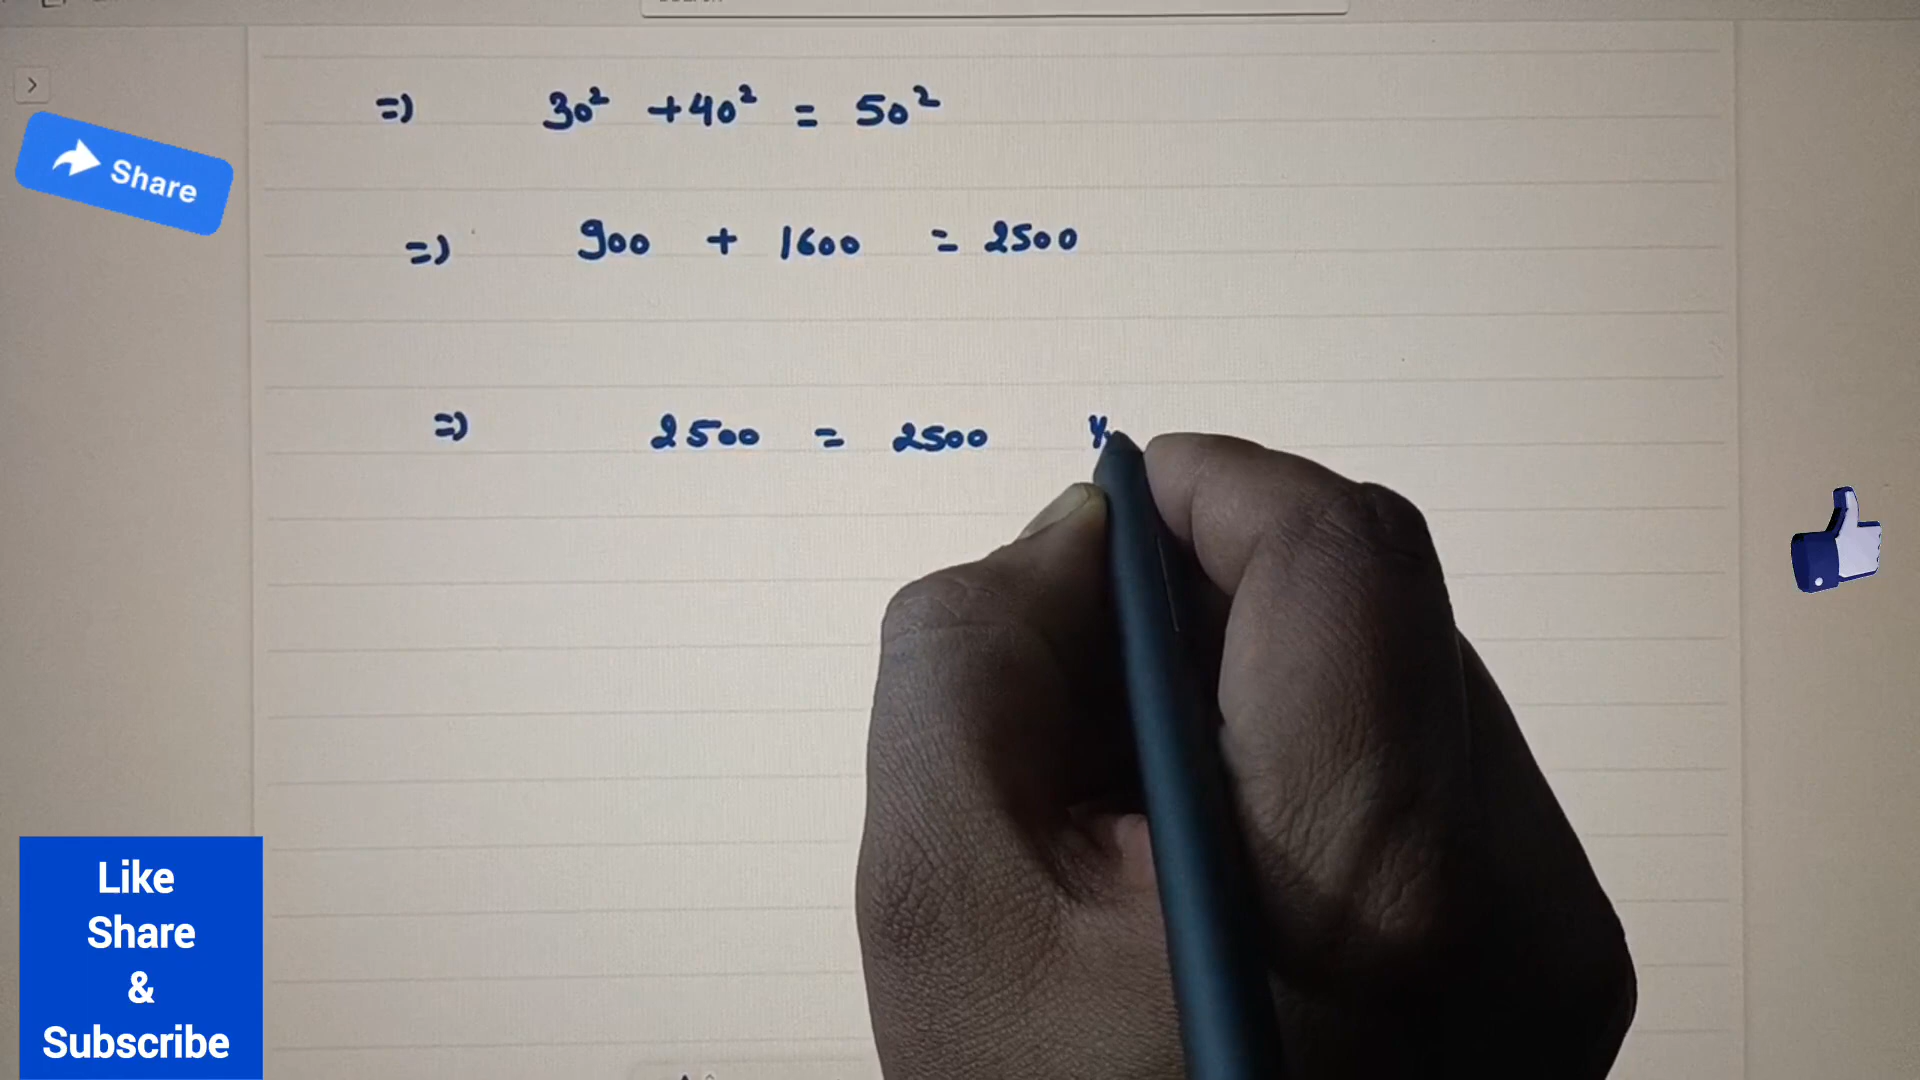 =) 30² + 40² = 50²
Share
=) 900 + 1600 = 2500
=) 2500 = 2500
Like
Share
&
Subscribe